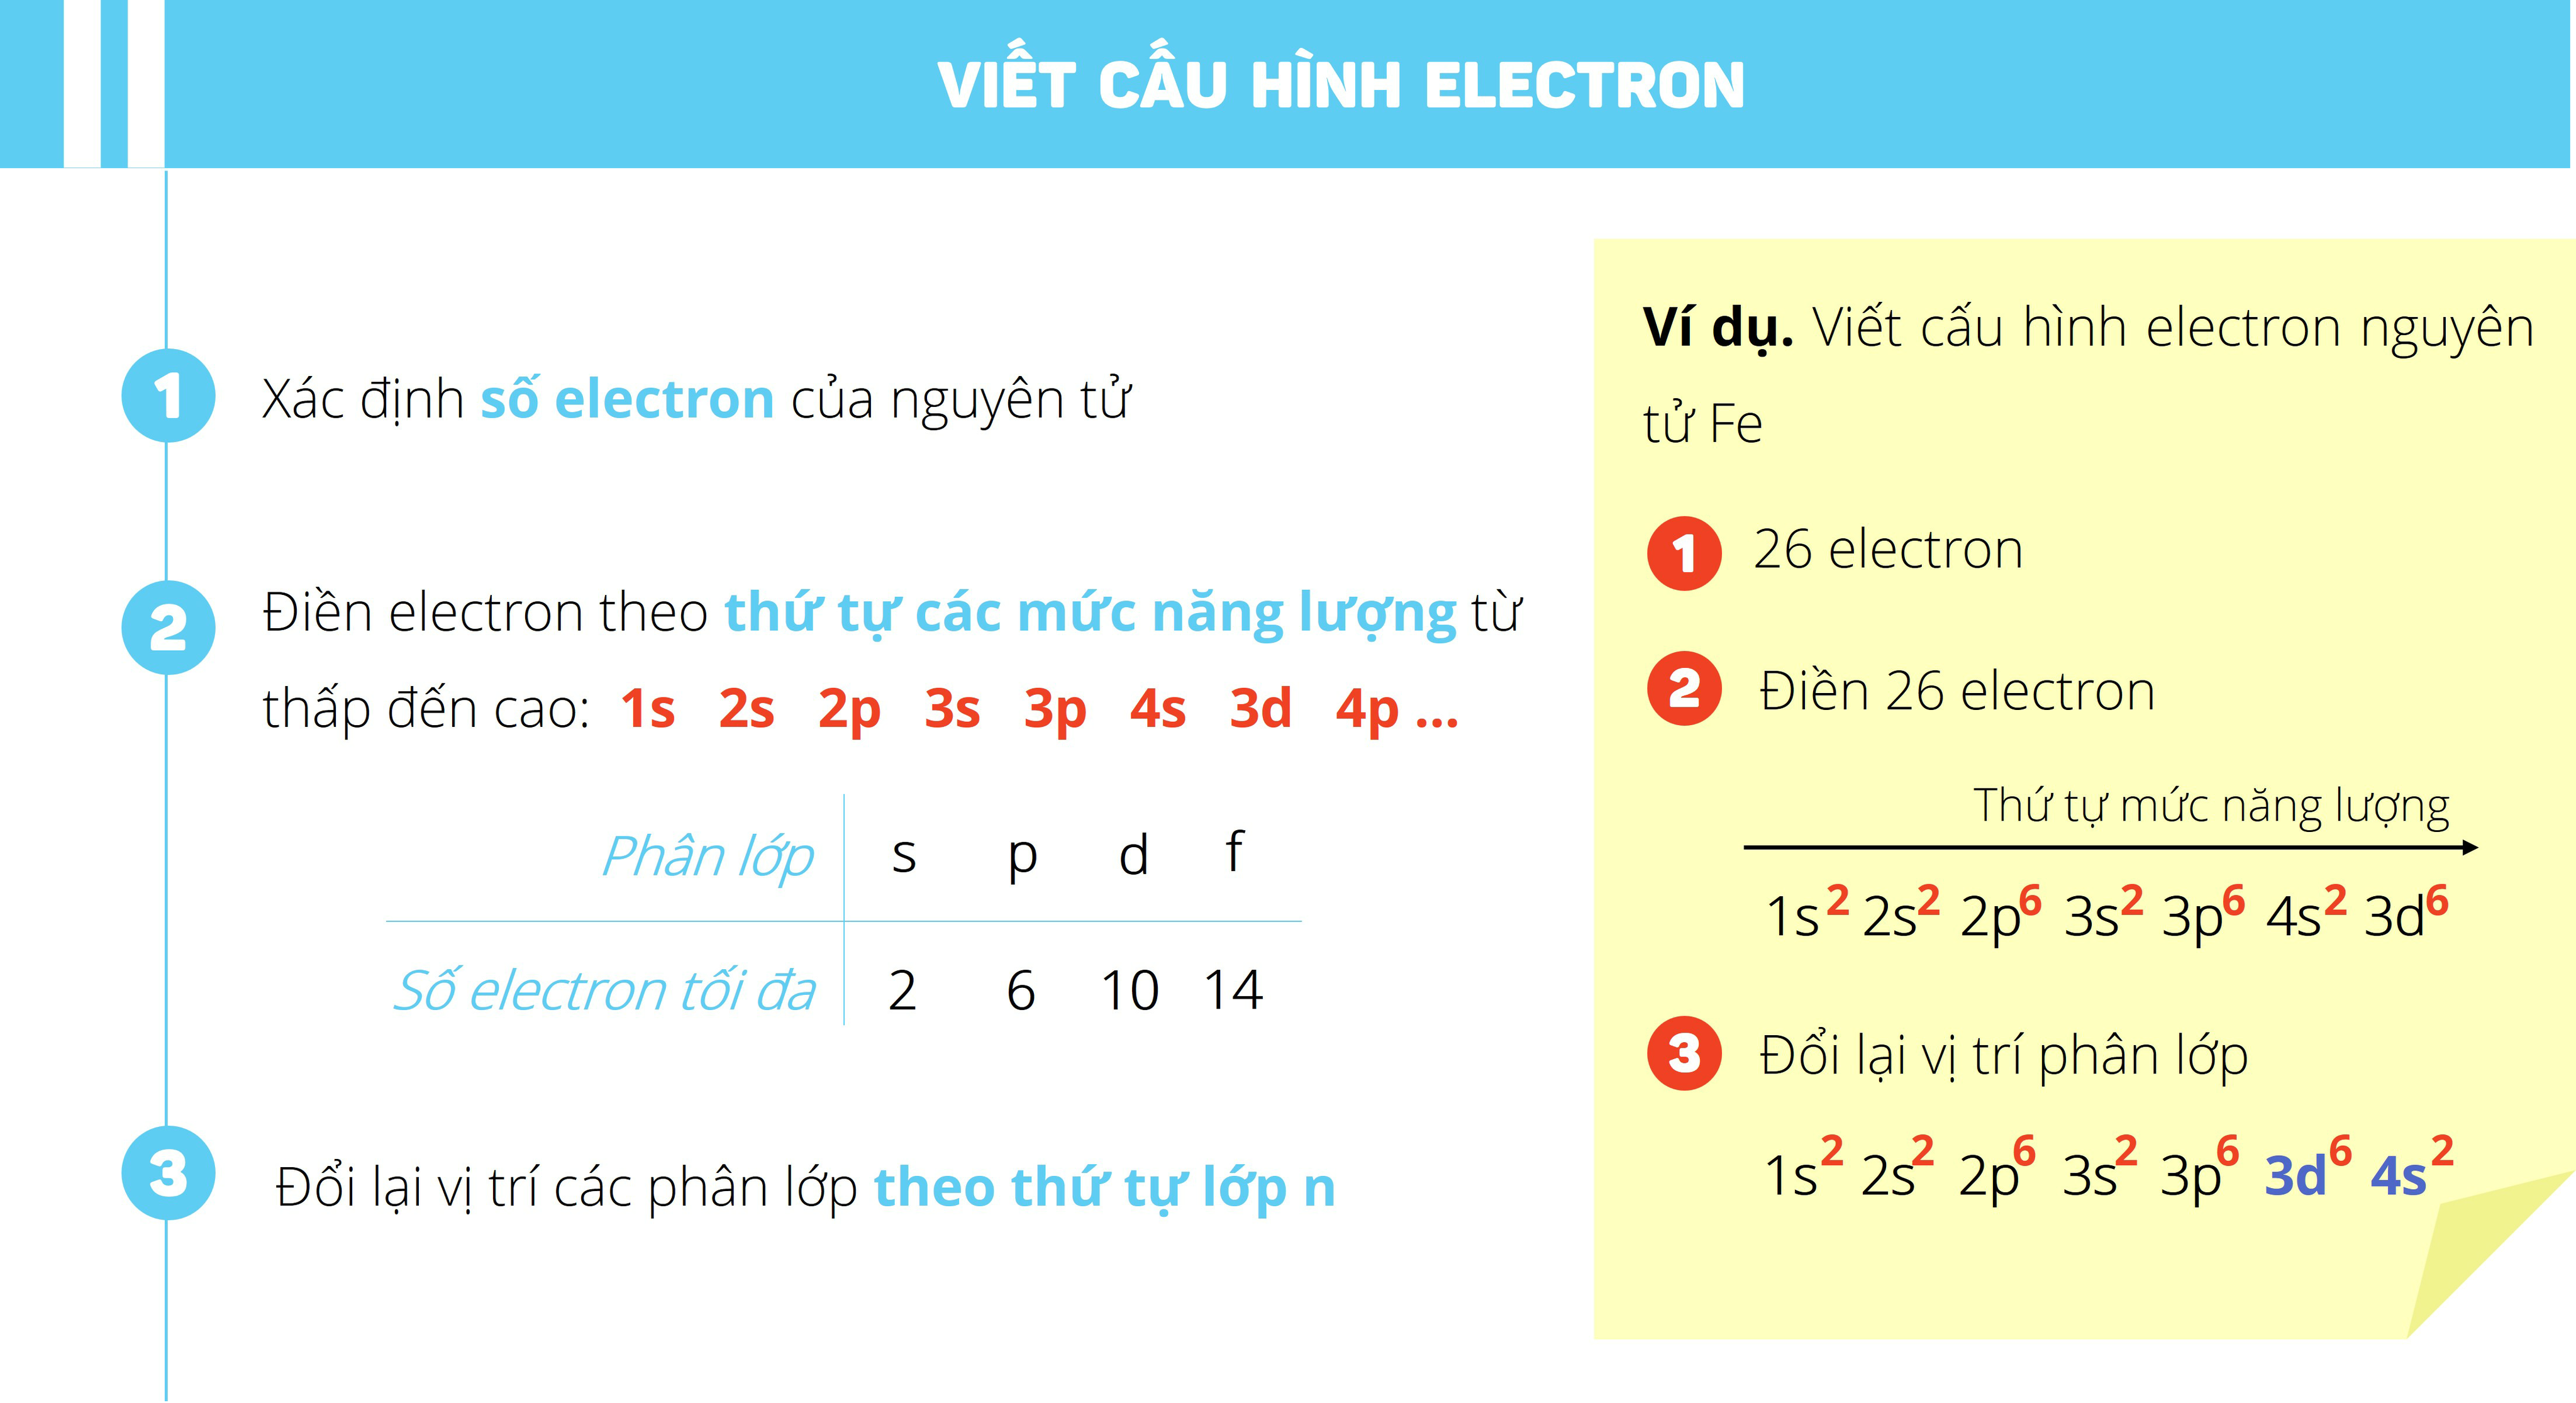 VIẾT CẤU HÌNH ELECTRON
1 Xác định số electron của nguyên tử
2 Điền electron theo thứ tự các mức năng lượng từ
thấp đến cao: 1s 2s 2p 3s 3p 4s 3d 4p ...
Phân lớp s p d f
Số electron tối đa 2 6 10 14
3 Đổi lại vị trí các phân lớp theo thứ tự lớp n
Ví dụ. Viết cấu hình electron nguyên
tử Fe
1 26 electron
2 Điền 26 electron
Thứ tự mức năng lượng
1s² 2s² 2p⁶ 3s² 3p⁶ 4s² 3d⁶
3 Đổi lại vị trí phân lớp
1s² 2s² 2p⁶ 3s² 3p⁶ 3d⁶ 4s²